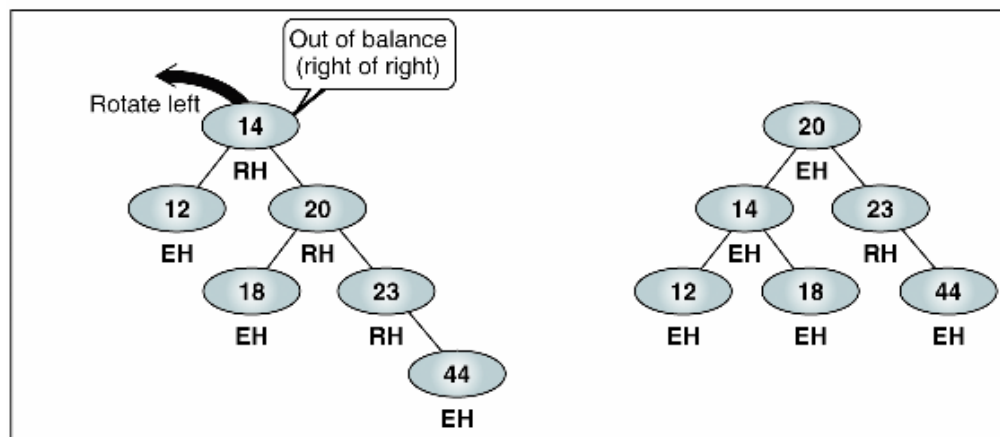 Out of balance
(right of right)
Rotate left
14
RH
12
EH
20
RH
18
EH
23
RH
44
EH
20
EH
14
EH
23
RH
12
EH
18
EH
44
EH